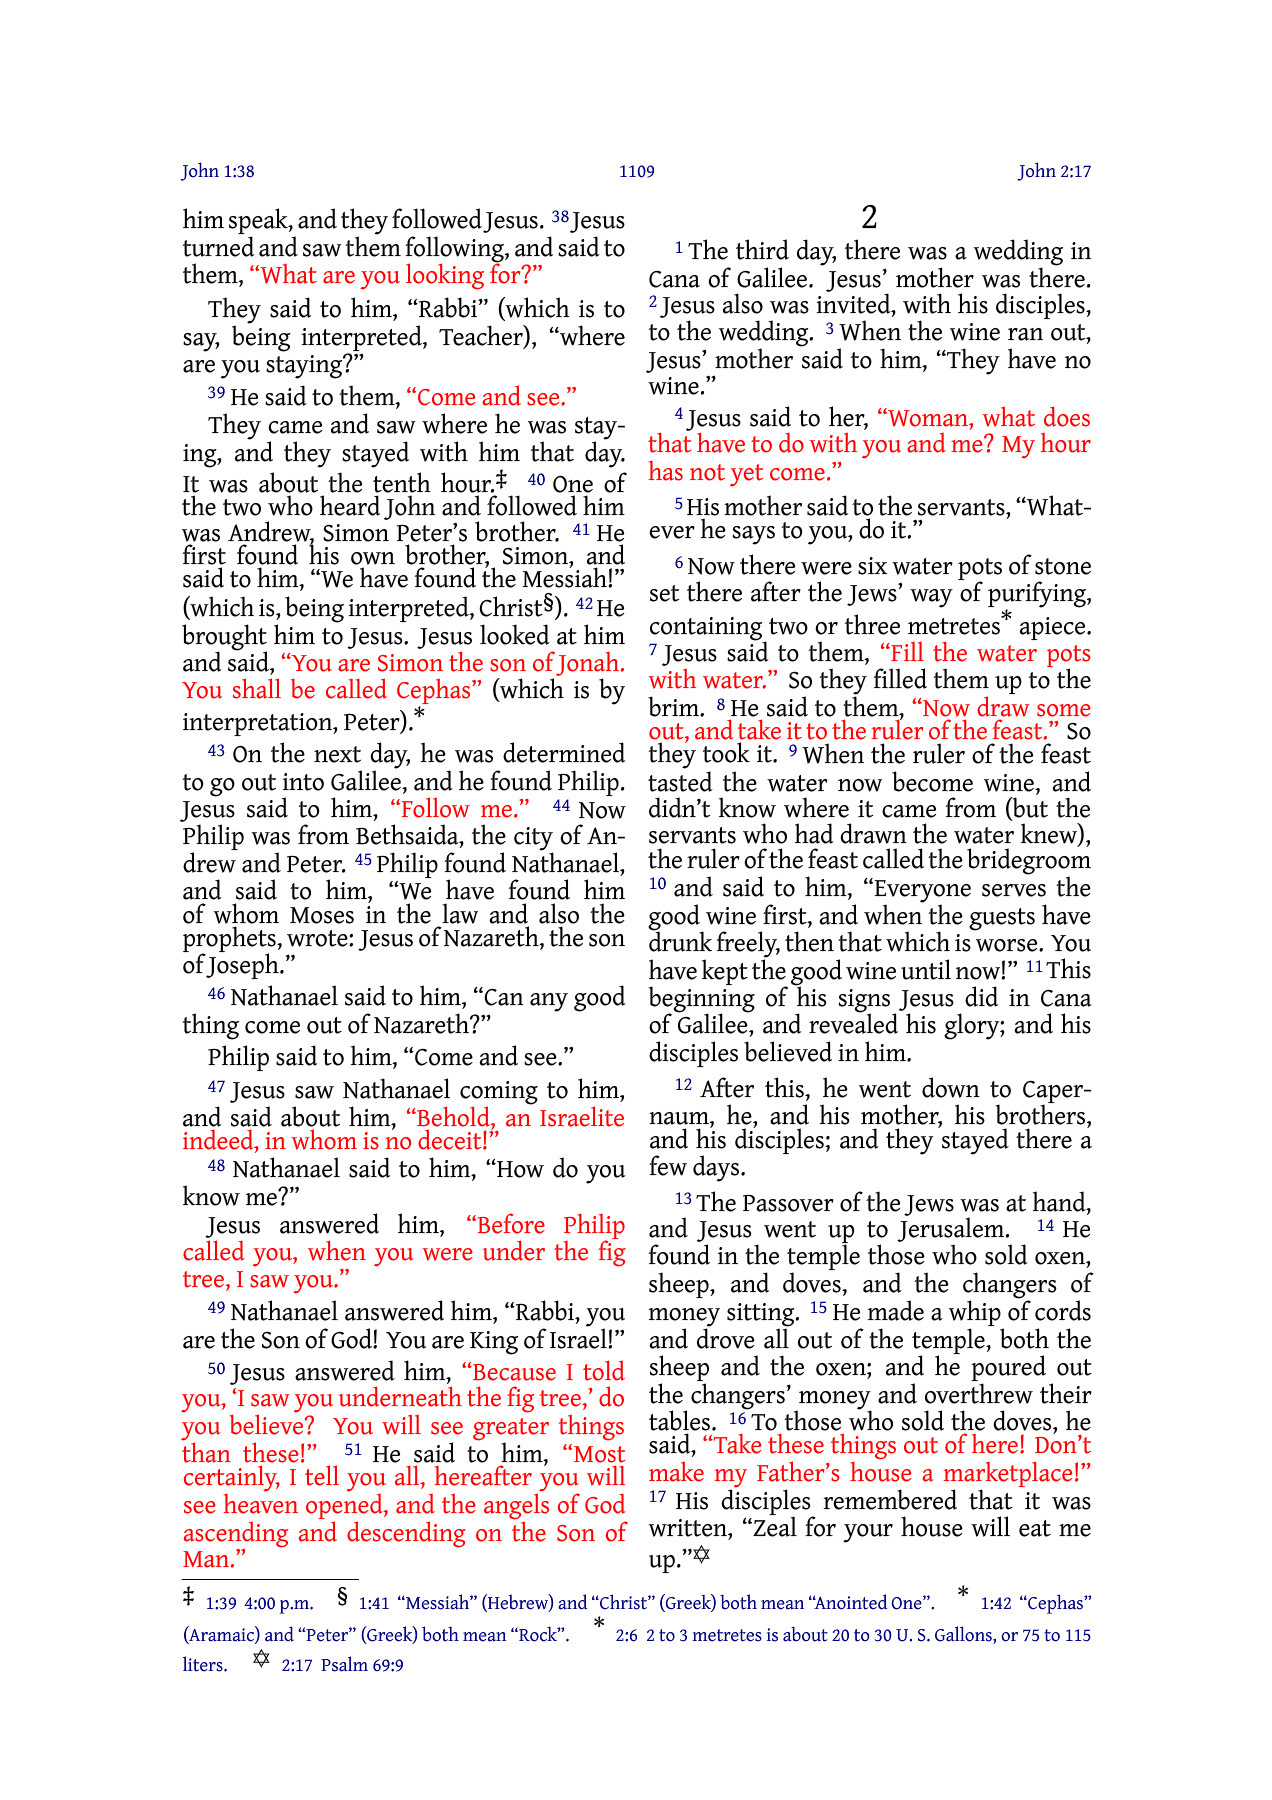 John 1:38 1109 John 2:17
him speak, and they followed Jesus. 38 Jesus
turned and saw them following, and said to
them, “What are you looking for?”
They said to him, “Rabbi” (which is to
say, being interpreted, Teacher), “where
are you staying?”
39 He said to them, “Come and see.”
They came and saw where he was stay-
ing, and they stayed with him that day.
It was about the tenth hour.‡ 40 One of
the two who heard John and followed him
was Andrew, Simon Peter’s brother. 41 He
first found his own brother, Simon, and
said to him, “We have found the Messiah!”
(which is, being interpreted, Christ§). 42 He
brought him to Jesus. Jesus looked at him
and said, “You are Simon the son of Jonah.
You shall be called Cephas” (which is by
interpretation, Peter).*
43 On the next day, he was determined
to go out into Galilee, and he found Philip.
Jesus said to him, “Follow me.” 44 Now
Philip was from Bethsaida, the city of An-
drew and Peter. 45 Philip found Nathanael,
and said to him, “We have found him
of whom Moses in the law and also the
prophets, wrote: Jesus of Nazareth, the son
of Joseph.”
46 Nathanael said to him, “Can any good
thing come out of Nazareth?”
Philip said to him, “Come and see.”
47 Jesus saw Nathanael coming to him,
and said about him, “Behold, an Israelite
indeed, in whom is no deceit!”
48 Nathanael said to him, “How do you
know me?”
Jesus answered him, “Before Philip
called you, when you were under the fig
tree, I saw you.”
49 Nathanael answered him, “Rabbi, you
are the Son of God! You are King of Israel!”
50 Jesus answered him, “Because I told
you, ‘I saw you underneath the fig tree,’ do
you believe? You will see greater things
than these!” 51 He said to him, “Most
certainly, I tell you all, hereafter you will
see heaven opened, and the angels of God
ascending and descending on the Son of
Man.”
2
1 The third day, there was a wedding in
Cana of Galilee. Jesus’ mother was there.
2 Jesus also was invited, with his disciples,
to the wedding. 3 When the wine ran out,
Jesus’ mother said to him, “They have no
wine.”
4 Jesus said to her, “Woman, what does
that have to do with you and me? My hour
has not yet come.”
5 His mother said to the servants, “What-
ever he says to you, do it.”
6 Now there were six water pots of stone
set there after the Jews’ way of purifying,
containing two or three metretes* apiece.
7 Jesus said to them, “Fill the water pots
with water.” So they filled them up to the
brim. 8 He said to them, “Now draw some
out, and take it to the ruler of the feast.” So
they took it. 9 When the ruler of the feast
tasted the water now become wine, and
didn’t know where it came from (but the
servants who had drawn the water knew),
the ruler of the feast called the bridegroom
10 and said to him, “Everyone serves the
good wine first, and when the guests have
drunk freely, then that which is worse. You
have kept the good wine until now!” 11 This
beginning of his signs Jesus did in Cana
of Galilee, and revealed his glory; and his
disciples believed in him.
12 After this, he went down to Caper-
naum, he, and his mother, his brothers,
and his disciples; and they stayed there a
few days.
13 The Passover of the Jews was at hand,
and Jesus went up to Jerusalem. 14 He
found in the temple those who sold oxen,
sheep, and doves, and the changers of
money sitting. 15 He made a whip of cords
and drove all out of the temple, both the
sheep and the oxen; and he poured out
the changers’ money and overthrew their
tables. 16 To those who sold the doves, he
said, “Take these things out of here! Don’t
make my Father’s house a marketplace!”
17 His disciples remembered that it was
written, “Zeal for your house will eat me
up.”✡
‡ 1:39 4:00 p.m. § 1:41 “Messiah” (Hebrew) and “Christ” (Greek) both mean “Anointed One”. * 1:42 “Cephas”
(Aramaic) and “Peter” (Greek) both mean “Rock”. * 2:6 2 to 3 metretes is about 20 to 30 U. S. Gallons, or 75 to 115
liters. ✡ 2:17 Psalm 69:9